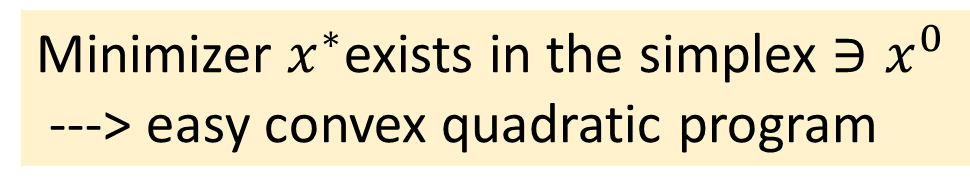 Minimizer x* exists in the simplex ∋ x⁰
---> easy convex quadratic program